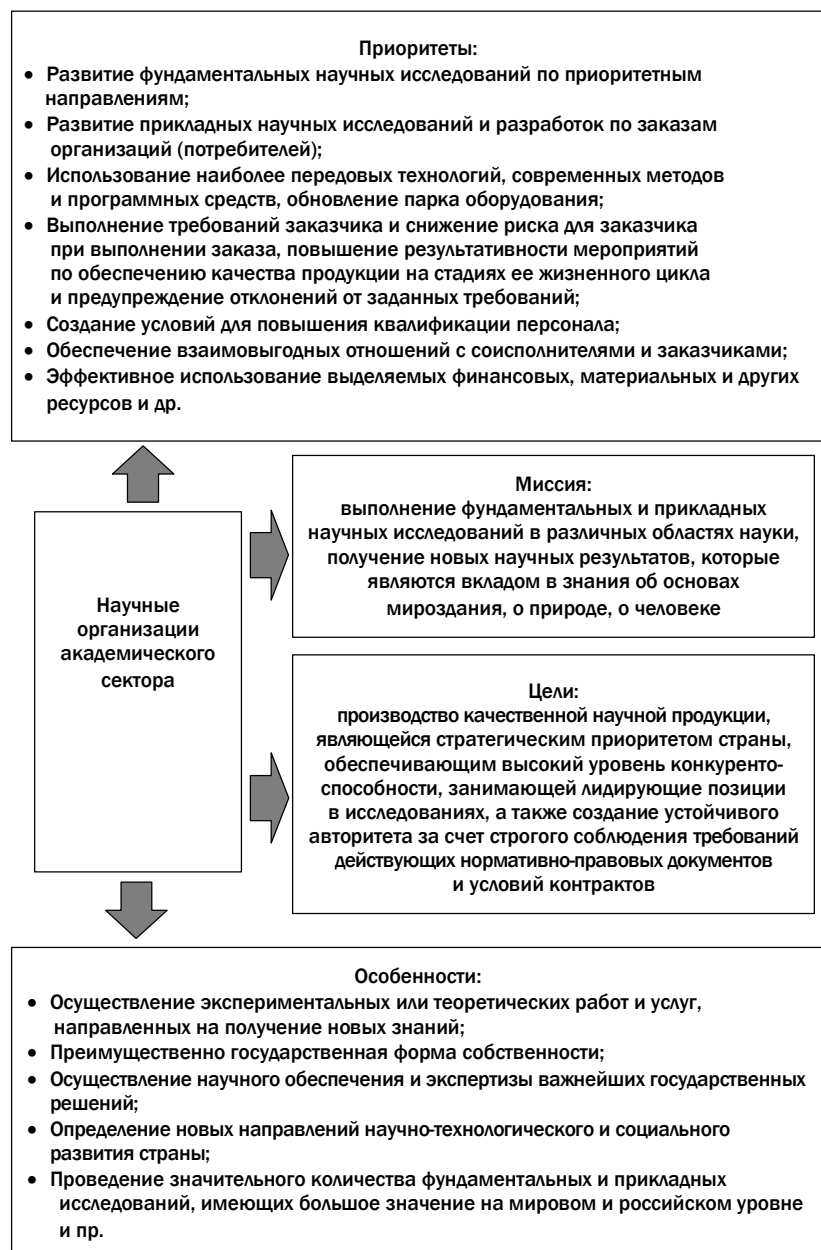 Приоритеты:
• Развитие фундаментальных научных исследований по приоритетным
направлениям;
• Развитие прикладных научных исследований и разработок по заказам
организаций (потребителей);
• Использование наиболее передовых технологий, современных методов
и программных средств, обновление парка оборудования;
• Выполнение требований заказчика и снижение риска для заказчика
при выполнении заказа, повышение результативности мероприятий
по обеспечению качества продукции на стадиях ее жизненного цикла
и предупреждение отклонений от заданных требований;
• Создание условий для повышения квалификации персонала;
• Обеспечение взаимовыгодных отношений с соисполнителями и заказчиками;
• Эффективное использование выделяемых финансовых, материальных и других
ресурсов и др.
Научные
организации
академического
сектора
Миссия:
выполнение фундаментальных и прикладных
научных исследований в различных областях науки,
получение новых научных результатов, которые
являются вкладом в знания об основах
мироздания, о природе, о человеке
Цели:
производство качественной научной продукции,
являющейся стратегическим приоритетом страны,
обеспечивающим высокий уровень конкуренто-
способности, занимающей лидирующие позиции
в исследованиях, а также создание устойчивого
авторитета за счет строгого соблюдения требований
действующих нормативно-правовых документов
и условий контрактов
Особенности:
• Осуществление экспериментальных или теоретических работ и услуг,
направленных на получение новых знаний;
• Преимущественно государственная форма собственности;
• Осуществление научного обеспечения и экспертизы важнейших государственных
решений;
• Определение новых направлений научно-технологического и социального
развития страны;
• Проведение значительного количества фундаментальных и прикладных
исследований, имеющих большое значение на мировом и российском уровне
и пр.